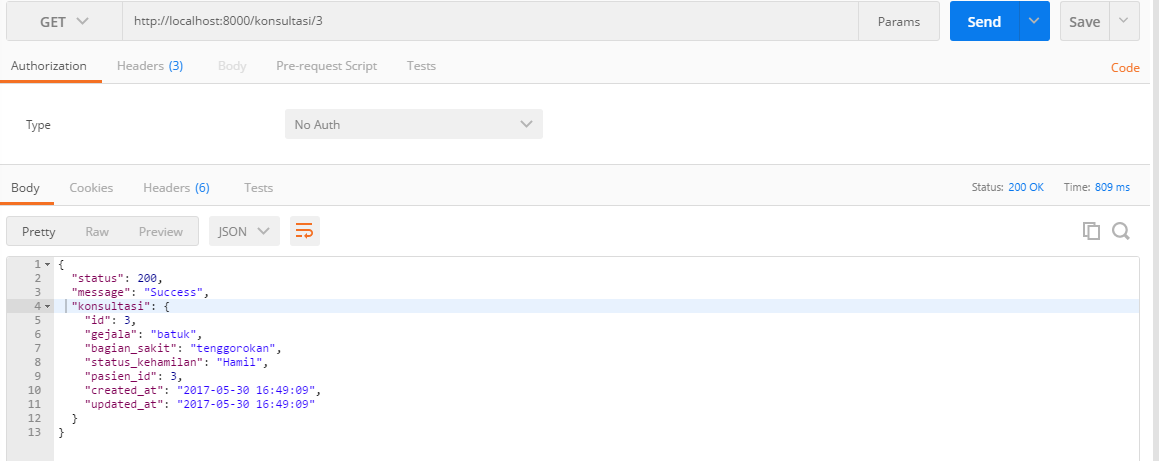 GET http://localhost:8000/konsultasi/3 Params Send Save
Authorization Headers (3) Body Pre-request Script Tests Code
Type No Auth
Body Cookies Headers (6) Tests Status: 200 OK Time: 809 ms
Pretty Raw Preview JSON
1 {
2 "status": 200,
3 "message": "Success",
4 "konsultasi": {
5 "id": 3,
6 "gejala": "batuk",
7 "bagian_sakit": "tenggorokan",
8 "status_kehamilan": "Hamil",
9 "pasien_id": 3,
10 "created_at": "2017-05-30 16:49:09",
11 "updated_at": "2017-05-30 16:49:09"
12 }
13 }